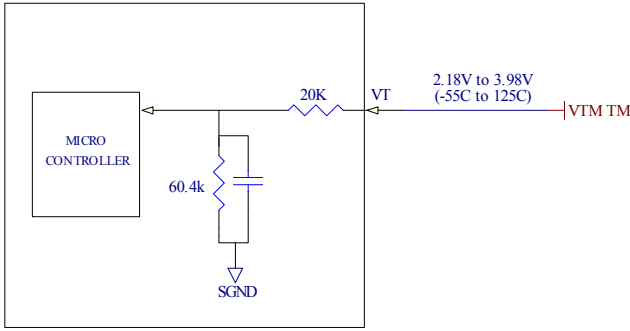 2.18V to 3.98V
(-55C to 125C)
20K
VT
VTM TM
MICRO
CONTROLLER
60.4k
SGND